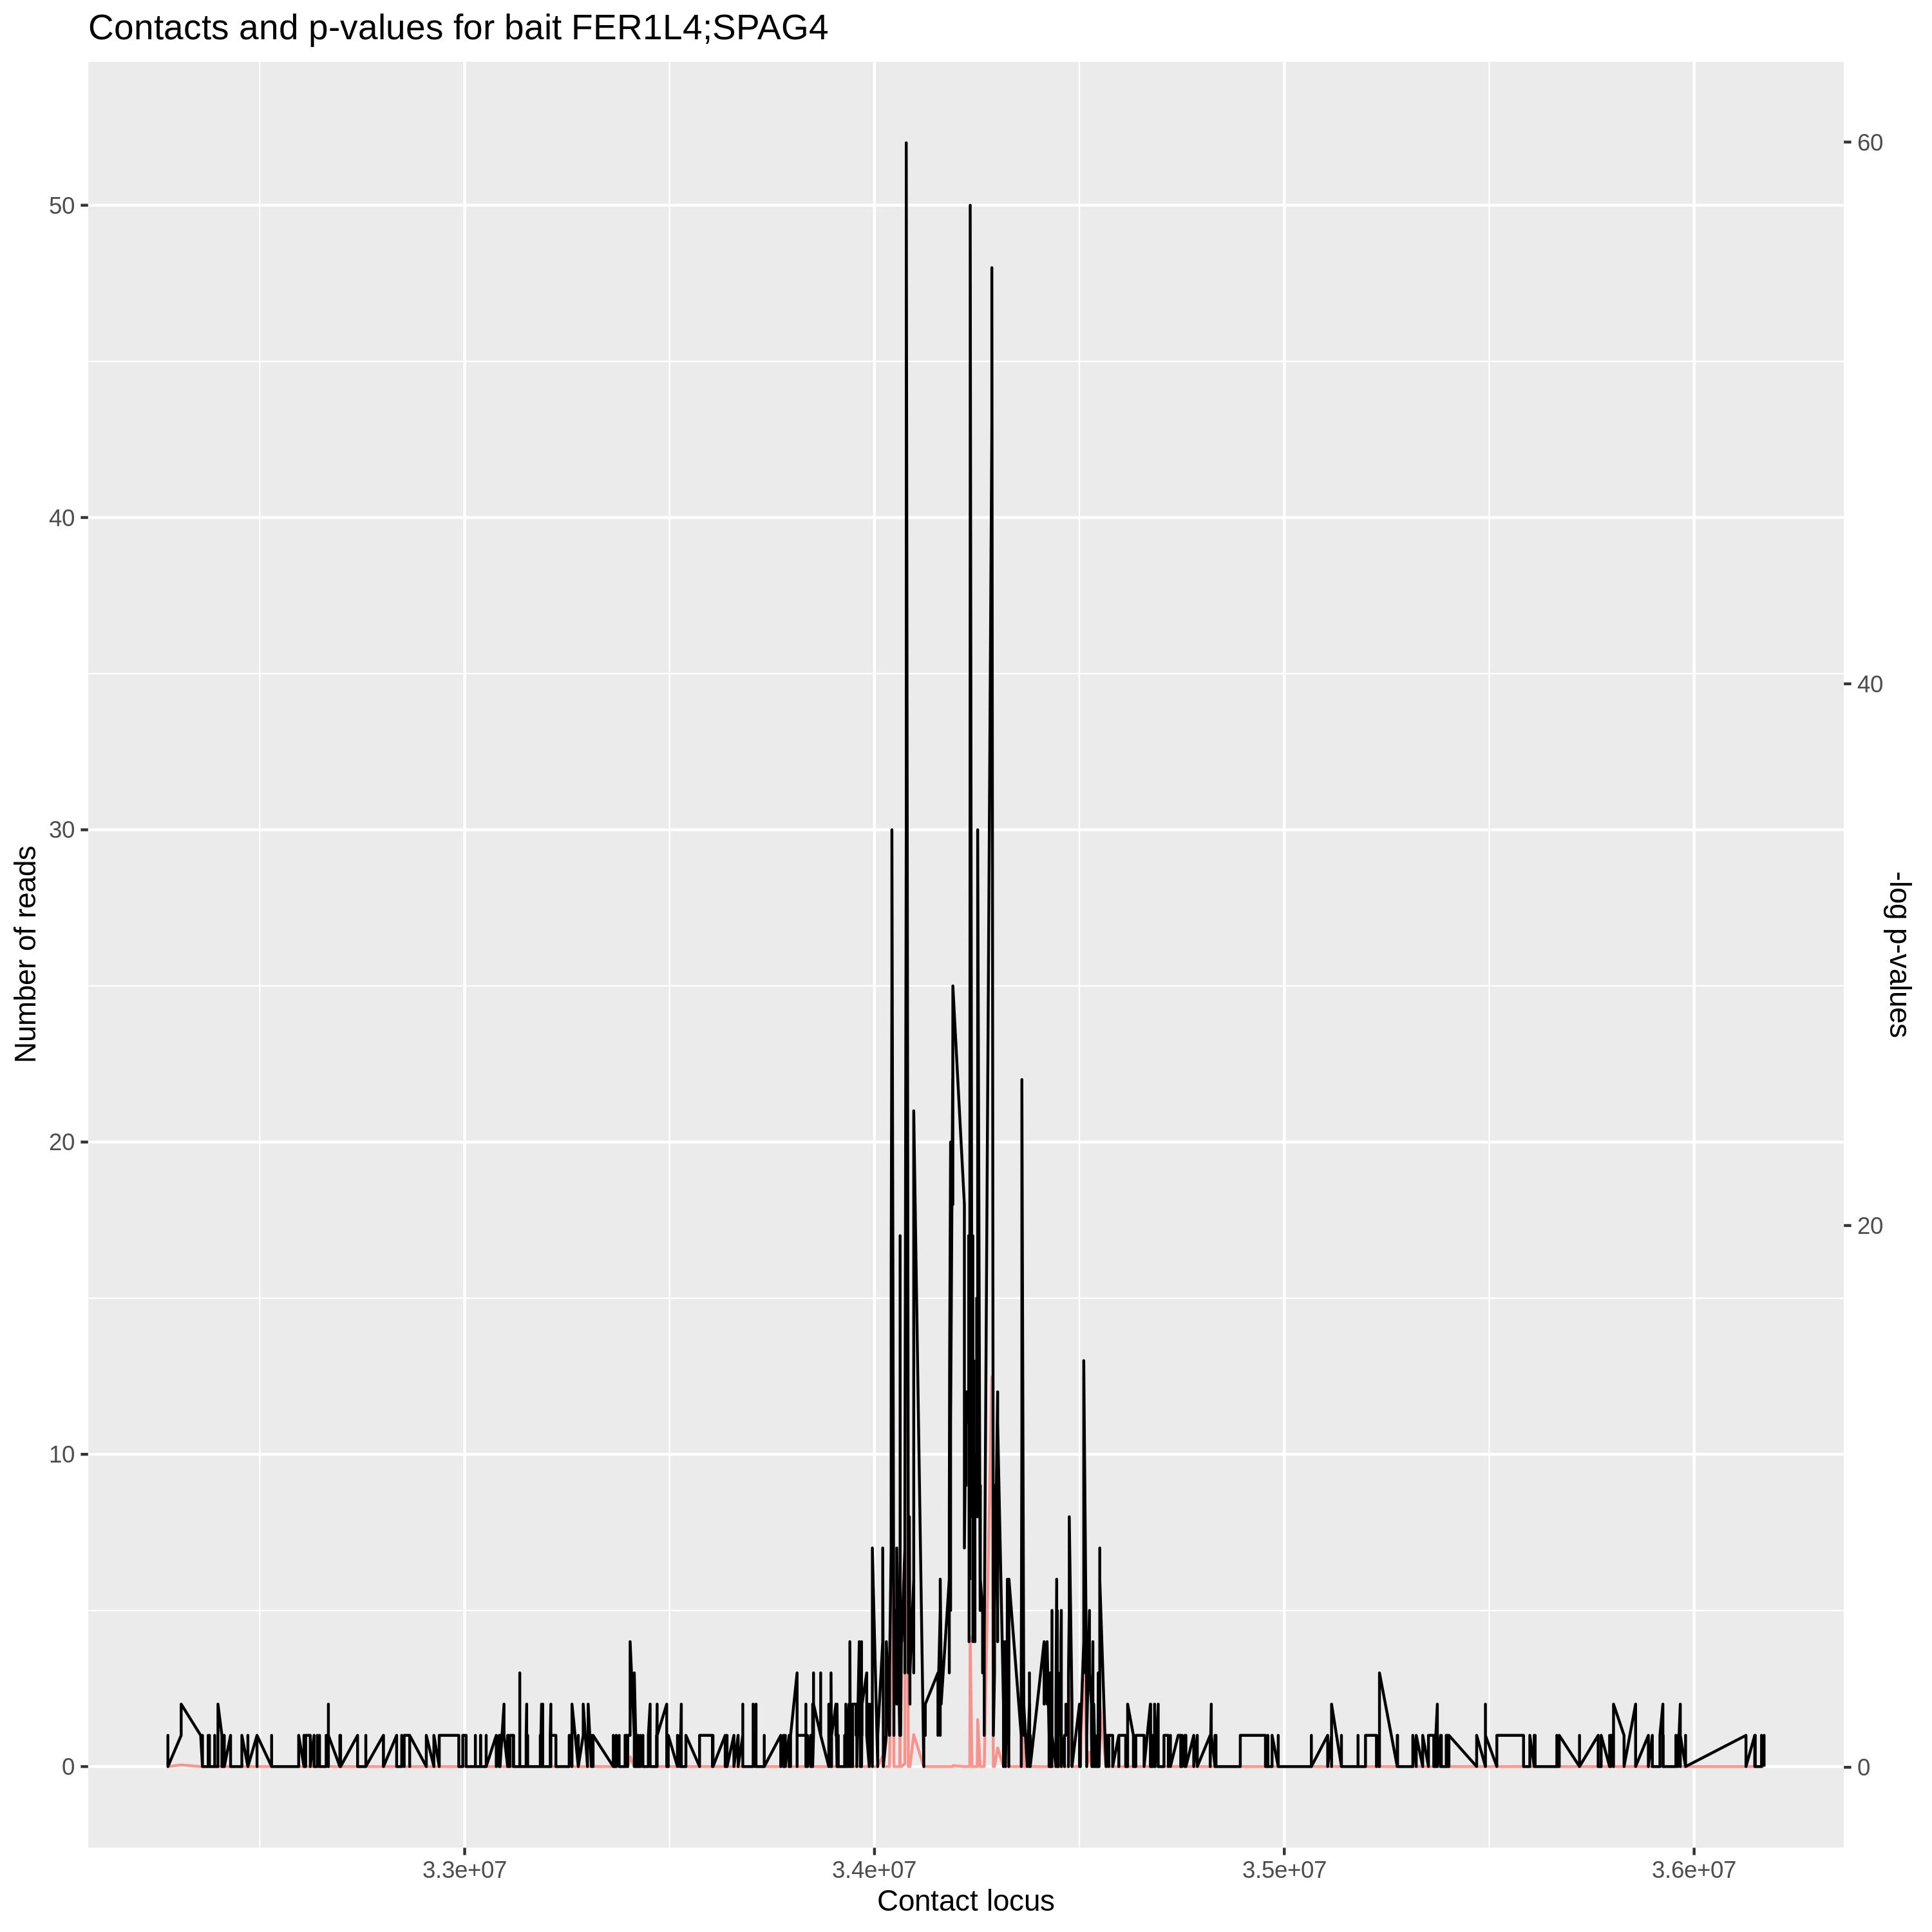 Contacts and p-values for bait FER1L4;SPAG4
Number of reads
50
40
30
20
10
0
60
40
20
0
-log p-values
3.3e+07
3.4e+07
3.5e+07
3.6e+07
Contact locus